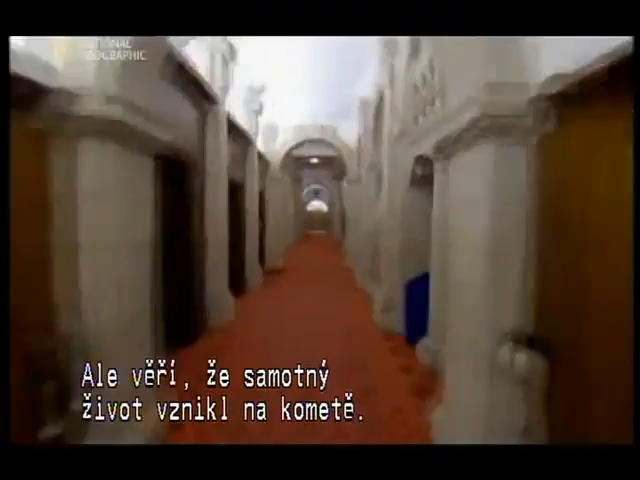 NATIONAL
GEOGRAPHIC
Ale věří, že samotný
život vznikl na kometě.